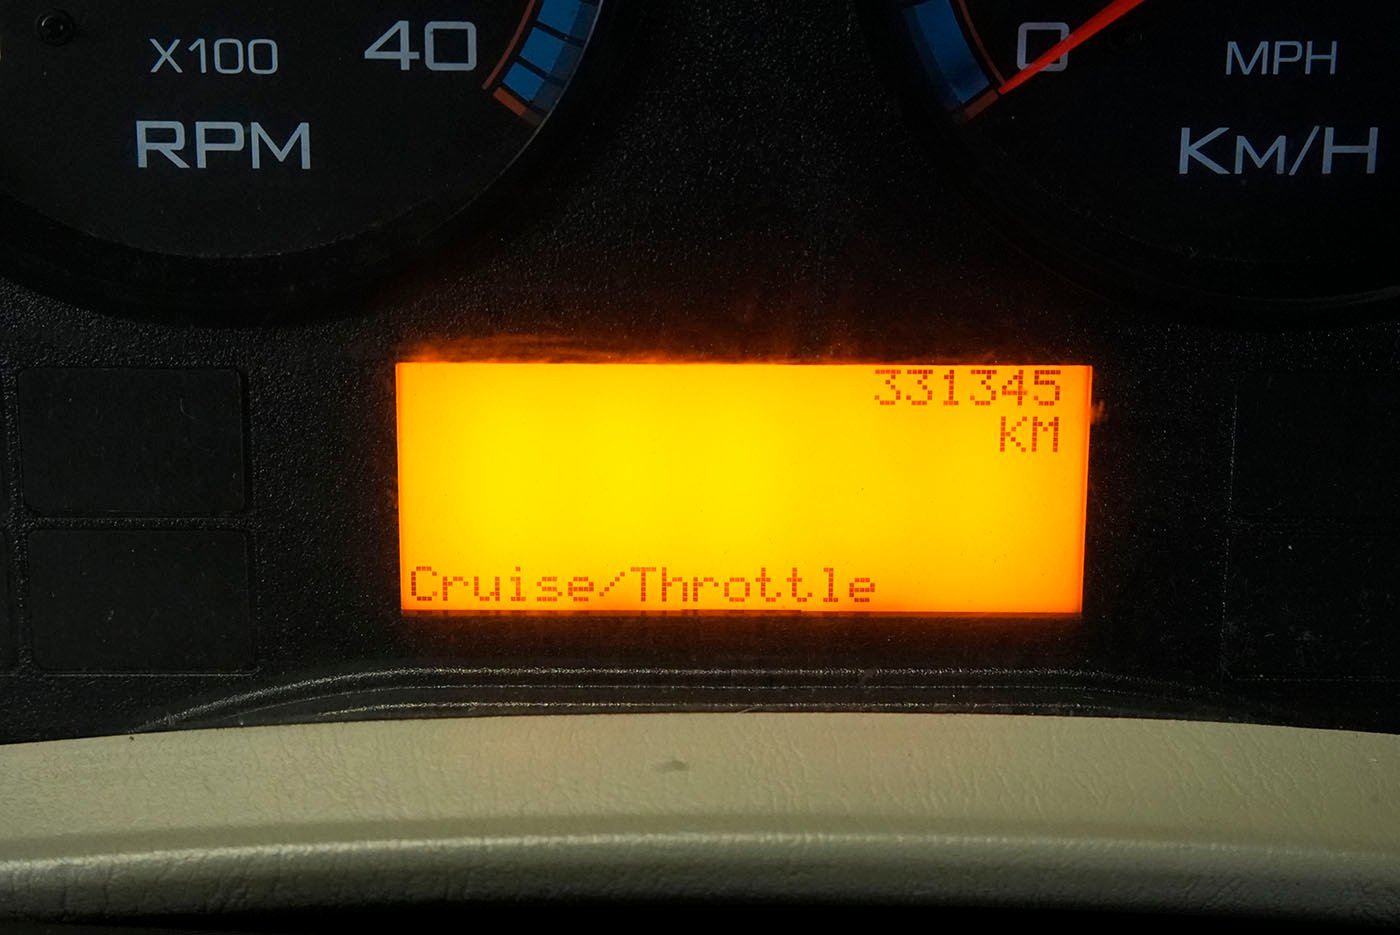 X100
40
RPM
0
MPH
KM/H
331345
KM
Cruise/Throttle